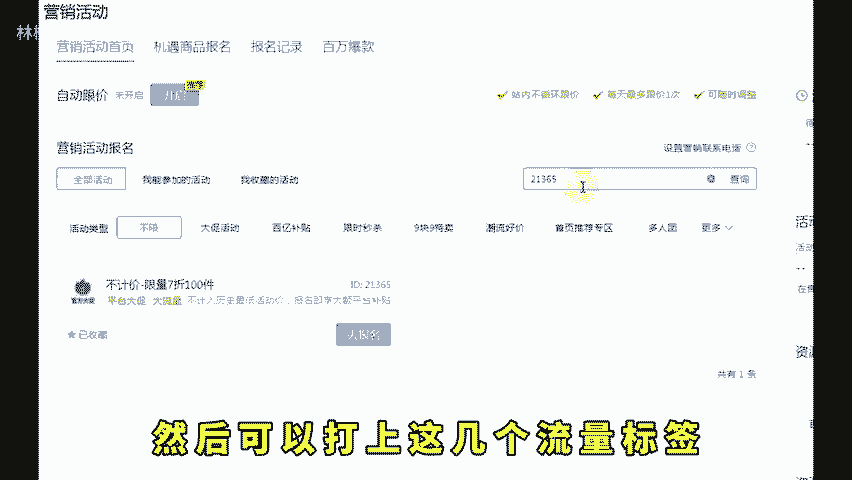 营销活动
营销活动首页 机遇商品报名 报名记录 百万爆款
自动跟价 未开启 开启 推荐
站内不循环跟价 每天最多跟价1次 可随时调整
营销活动报名
设置营销联系电话
全部活动 我能参加的活动 我收藏的活动
21365 查询
活动类型 不限 大促活动 百亿补贴 限时秒杀 9块9特卖 潮流好价 首页推荐专区 多人团 更多
不计价-限量7折100件 ID: 21365
平台大促 大流量 不计入历史最低活动价，报名即享大额平台补贴
已收藏 去报名
共有 1 条
然后可以打上这几个流量标签